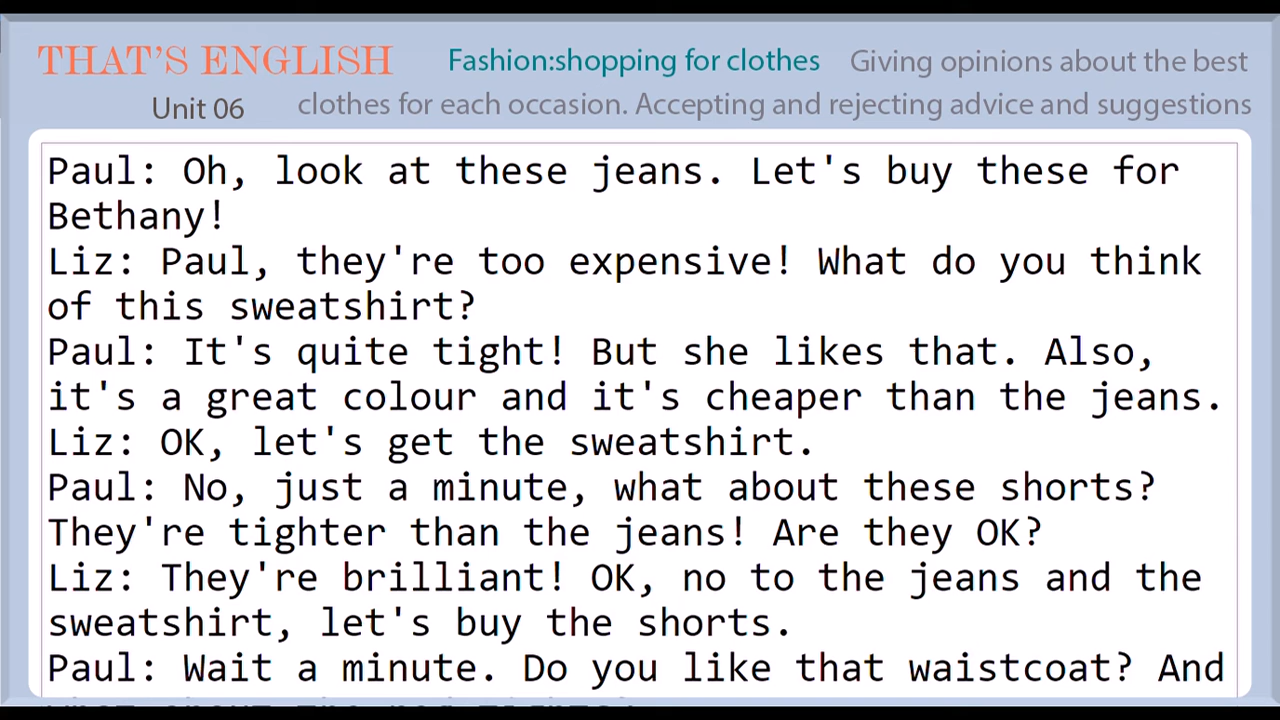 THAT'S ENGLISH
Fashion:shopping for clothes
Giving opinions about the best
Unit 06
clothes for each occasion. Accepting and rejecting advice and suggestions
Paul: Oh, look at these jeans. Let's buy these for
Bethany!
Liz: Paul, they're too expensive! What do you think
of this sweatshirt?
Paul: It's quite tight! But she likes that. Also,
it's a great colour and it's cheaper than the jeans.
Liz: OK, let's get the sweatshirt.
Paul: No, just a minute, what about these shorts?
They're tighter than the jeans! Are they OK?
Liz: They're brilliant! OK, no to the jeans and the
sweatshirt, let's buy the shorts.
Paul: Wait a minute. Do you like that waistcoat? And